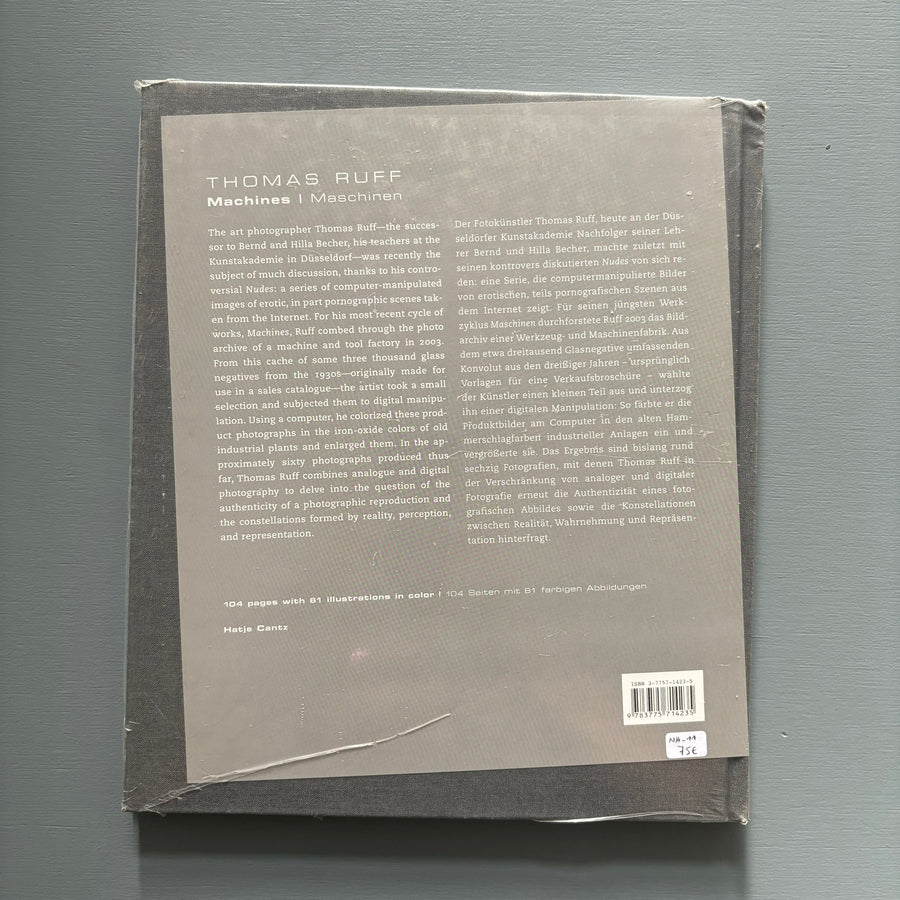 THOMAS RUFF
Machines | Maschinen
The art photographer Thomas Ruff—the succes-
sor to Bernd and Hilla Becher, his teachers at the
Kunstakademie in Düsseldorf—was recently the
subject of much discussion, thanks to his contro-
versial Nudes: a series of computer-manipulated
images of erotic, in part pornographic scenes tak-
en from the Internet. For his most recent cycle of
works, Machines, Ruff combed through the photo
archive of a machine and tool factory in 2003.
From this cache of some three thousand glass
negatives from the 1930s—originally made for
use in a sales catalogue—the artist took a small
selection and subjected them to digital manipu-
lation. Using a computer, he colorized these prod-
uct photographs in the iron-oxide colors of old
industrial plants and enlarged them. In the ap-
proximately sixty photographs produced thus
far, Thomas Ruff combines analogue and digital
photography to delve into the question of the
authenticity of a photographic reproduction and
the constellations formed by reality, perception,
and representation.
Der Fotokünstler Thomas Ruff, heute an der Düs-
seldorfer Kunstakademie Nachfolger seiner Leh-
rer Bernd und Hilla Becher, machte zuletzt mit
seinen kontrovers diskutierten Nudes von sich re-
den: eine Serie, die computermanipulierte Bilder
von erotischen, teils pornografischen Szenen aus
dem Internet zeigt. Für seinen jüngsten Werk-
zyklus Maschinen durchforstete Ruff 2003 das Bild-
archiv einer Werkzeug- und Maschinenfabrik. Aus
dem etwa dreitausend Glasnegative umfassenden
Konvolut aus den dreißiger Jahren – ursprünglich
Vorlagen für eine Verkaufsbroschüre – wählte
der Künstler einen kleinen Teil aus und unterzog
ihn einer digitalen Manipulation: So färbte er die
Produktbilder am Computer in den alten Ham-
merschlagfarben industrieller Anlagen ein und
vergrößerte sie. Das Ergebnis sind bislang rund
sechzig Fotografien, mit denen Thomas Ruff in
der Verschränkung von analoger und digitaler
Fotografie erneut die Authentizität eines foto-
grafischen Abbildes sowie die Konstellationen
zwischen Realität, Wahrnehmung und Repräsen-
tation hinterfragt.
104 pages with 61 illustrations in color | 104 Seiten mit 61 farbigen Abbildungen
Hatje Cantz
ISBN 3-7757-1423-5
9 783775 714235
NH-11
75€